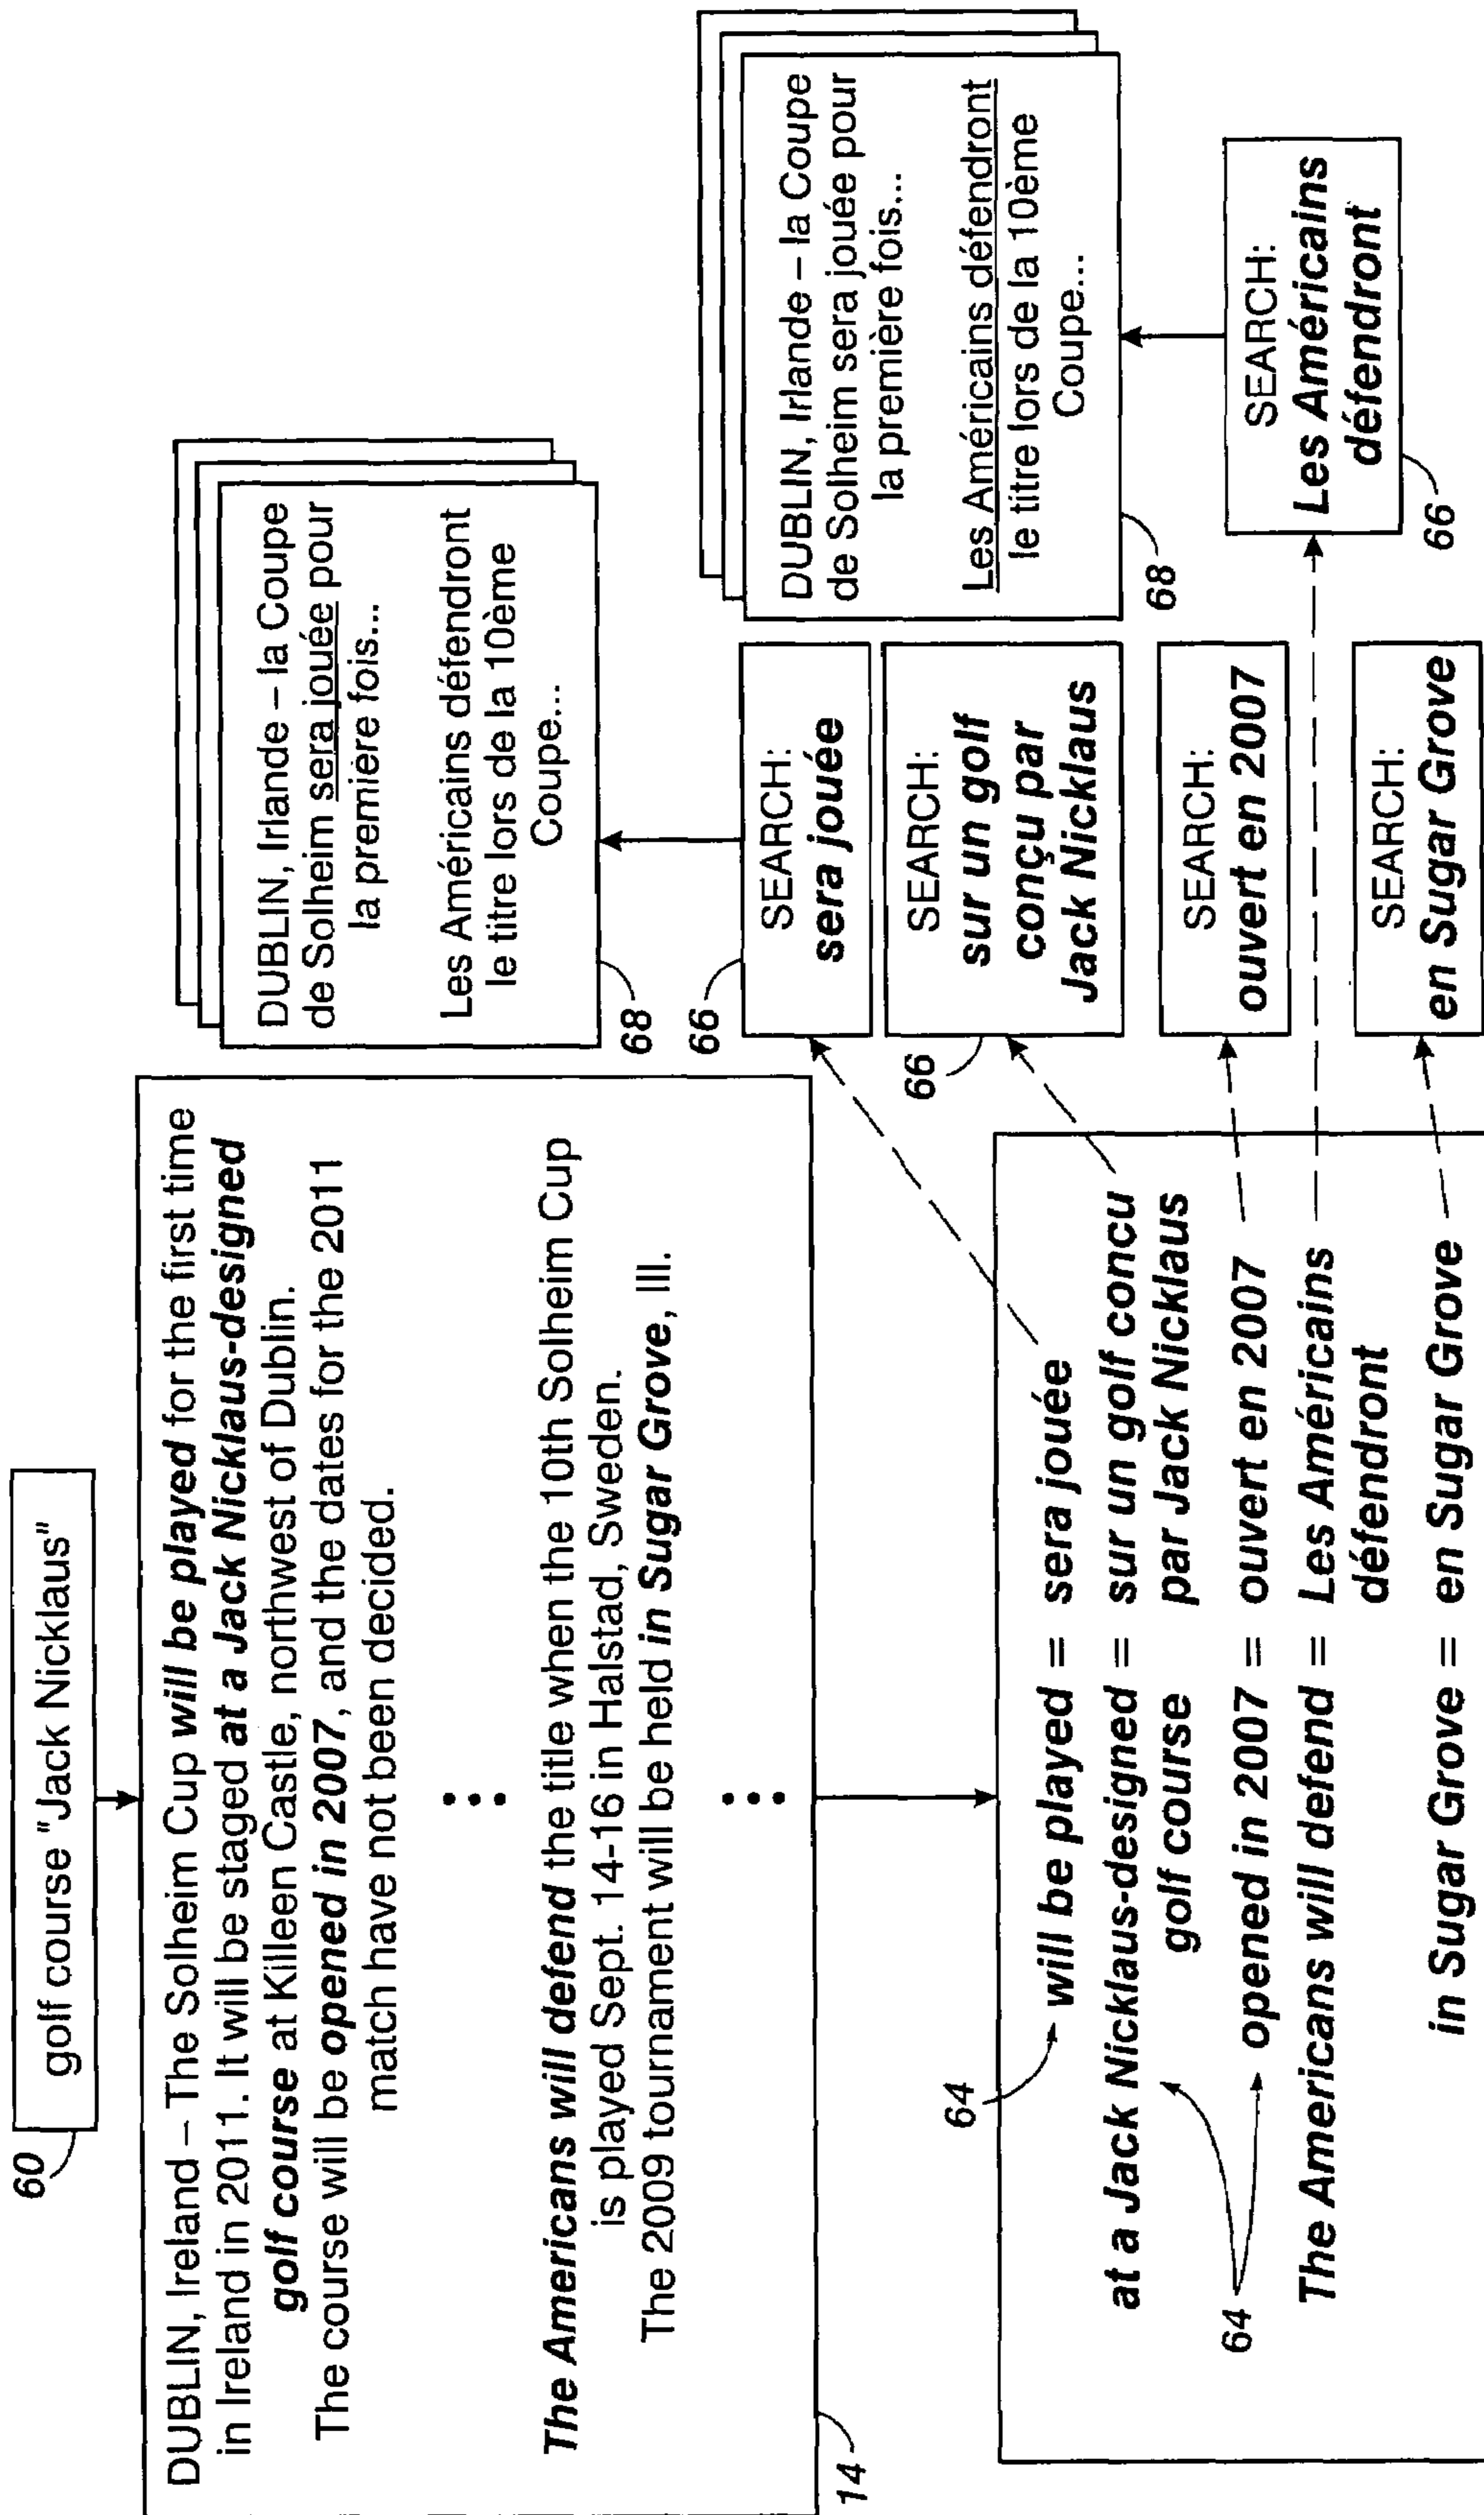 60
golf course "Jack Nicklaus"
DUBLIN, Ireland – The Solheim Cup will be played for the first time
in Ireland in 2011. It will be staged at a Jack Nicklaus-designed
golf course at Killeen Castle, northwest of Dublin.
The course will be opened in 2007, and the dates for the 2011
match have not been decided.
The Americans will defend the title when the 10th Solheim Cup
is played Sept. 14-16 in Halstad, Sweden.
The 2009 tournament will be held in Sugar Grove, Ill.
14
64
will be played = sera jouée
at a Jack Nicklaus-designed = sur un golf concu
golf course par Jack Nicklaus
64
opened in 2007 = ouvert en 2007
The Americans will defend = Les Américains
défendront
in Sugar Grove = en Sugar Grove
DUBLIN, Irlande – la Coupe
de Solheim sera jouée pour
la première fois...
Les Américains défendront
le titre lors de la 10ème
Coupe...
68
66
SEARCH:
sera jouée
66
SEARCH:
sur un golf
conçu par
Jack Nicklaus
SEARCH:
ouvert en 2007
SEARCH:
en Sugar Grove
DUBLIN, Irlande – la Coupe
de Solheim sera jouée pour
la première fois...
Les Américains défendront
le titre lors de la 10ème
Coupe...
68
SEARCH:
Les Américains
défendront
66